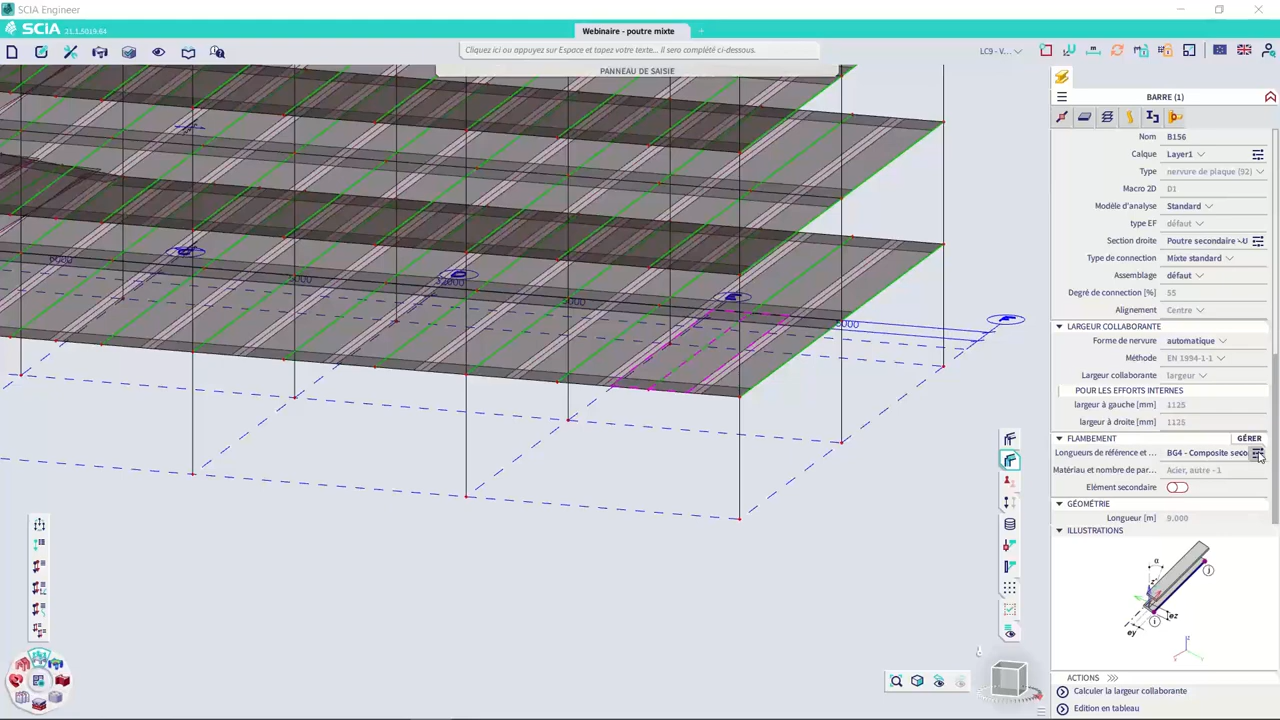 SCIA Engineer
SCIA 21.1.5019.64
Webinaire - poutre mixte
Cliquez ici ou appuyez sur Espace et tapez votre texte... il sera complété ci-dessous.
LC9 - V...
PANNEAU DE SAISIE
BARRE (1)
Nom B156
Calque Layer1
Type nervure de plaque (92)
Macro 2D D1
Modèle d'analyse Standard
type EF défaut
Section droite Poutre secondaire - U
Type de connection Mixte standard
Assemblage défaut
Degré de connection [%] 55
Alignement Centre
LARGEUR COLLABORANTE
Forme de nervure automatique
Méthode EN 1994-1-1
Largeur collaborante largeur
POUR LES EFFORTS INTERNES
largeur à gauche [mm] 1125
largeur à droite [mm] 1125
FLAMBEMENT GÉRER
Longueurs de référence et ... BG4 - Composite seco
Matériau et nombre de par... Acier, autre - 1
Elément secondaire
GÉOMÉTRIE
Longueur [m] 9.000
ILLUSTRATIONS
α
z
j
ez
i
ey
ACTIONS >>>
Calculer la largeur collaborante
Edition en tableau